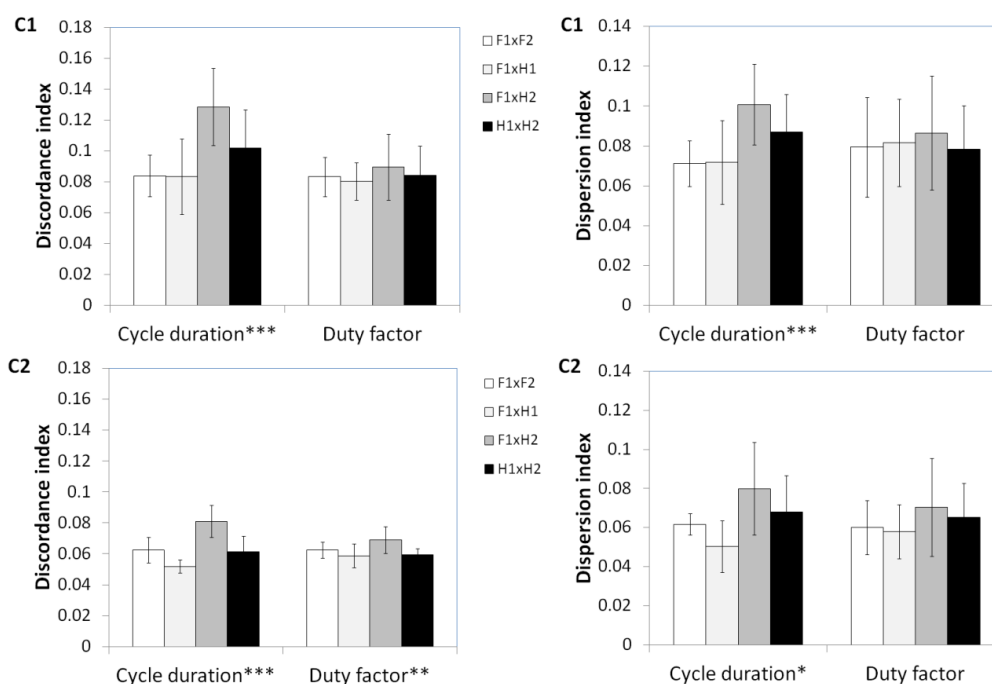 C1
Discordance index
0.18
0.16
0.14
0.12
0.1
0.08
0.06
0.04
0.02
0
Cycle duration***
Duty factor
F1xF2
F1xH1
F1xH2
H1xH2
C1
Dispersion index
0.14
0.12
0.1
0.08
0.06
0.04
0.02
0
Cycle duration***
Duty factor
C2
Discordance index
0.18
0.16
0.14
0.12
0.1
0.08
0.06
0.04
0.02
0
Cycle duration***
Duty factor**
F1xF2
F1xH1
F1xH2
H1xH2
C2
Dispersion index
0.14
0.12
0.1
0.08
0.06
0.04
0.02
0
Cycle duration*
Duty factor